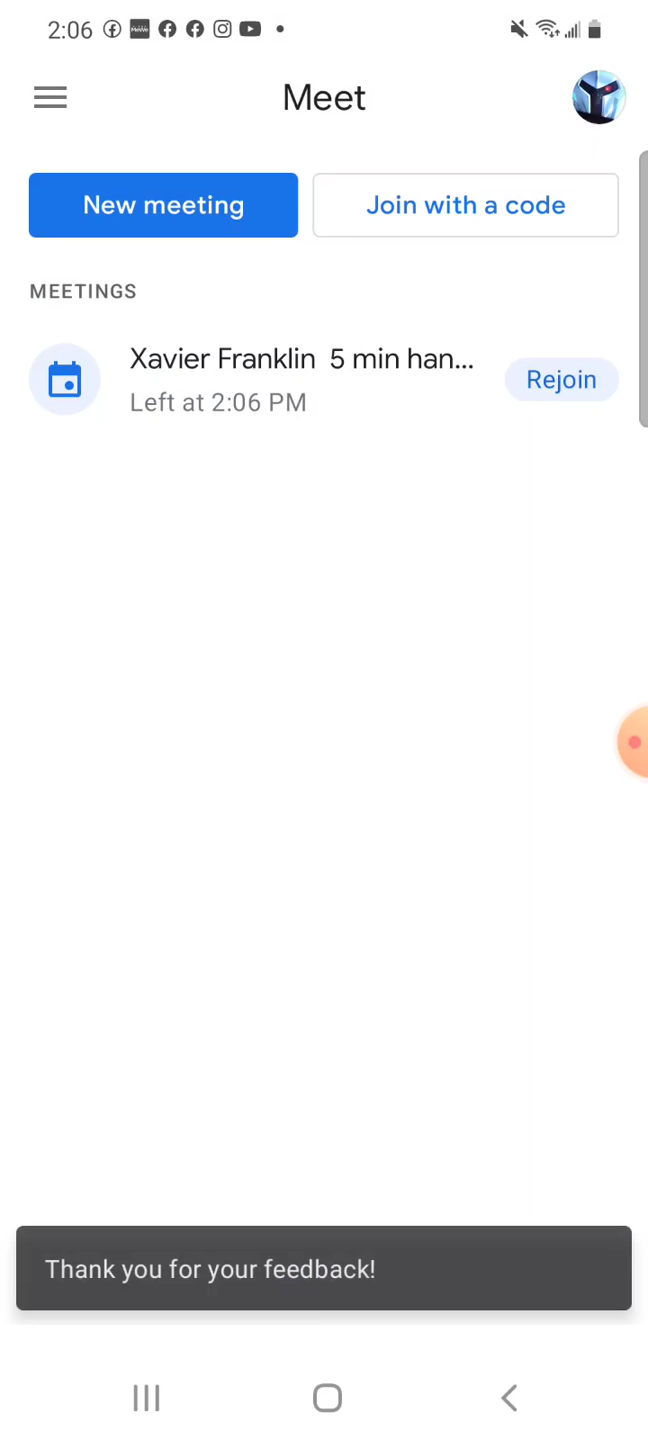 2:06
Meet
New meeting
Join with a code
MEETINGS
Xavier Franklin 5 min han...
Left at 2:06 PM
Rejoin
Thank you for your feedback!